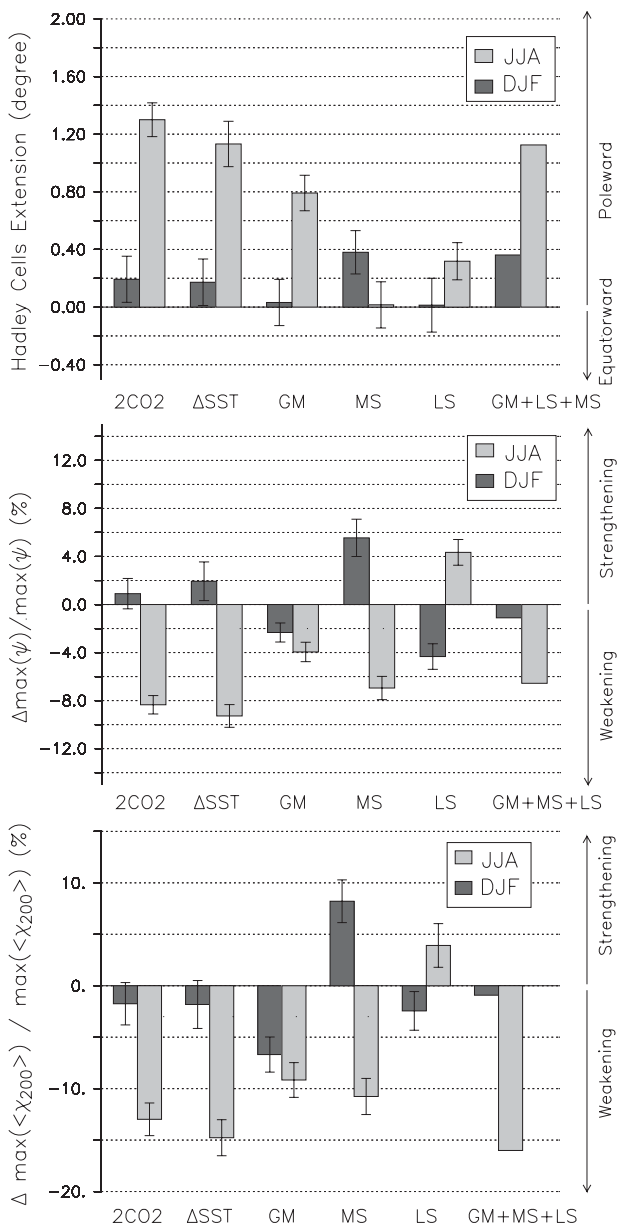 Hadley Cells Extension (degree)
2.00
1.60
1.20
0.80
0.40
0.00
−0.40
JJA
DJF
Poleward
Equatorward
2CO2 ΔSST GM MS LS GM+LS+MS
Δmax(ψ)/max(ψ) (%)
12.0
8.0
4.0
0.0
−4.0
−8.0
−12.0
JJA
DJF
Strengthening
Weakening
2CO2 ΔSST GM MS LS GM+MS+LS
Δ max(<χ200>) / max(<χ200>) (%)
10.
0.
−10.
−20.
JJA
DJF
Strengthening
Weakening
2CO2 ΔSST GM MS LS GM+MS+LS